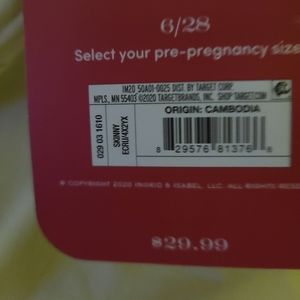 6/28
Select your pre-pregnancy size
IM20 50A01-0025 DIST. BY TARGET CORP.
MPLS, MN 55403 ©2020 TARGETBRANDS, INC. SHOP TARGET.COM
029 03 1610
SKINNY
ECRU/4X2YX
ORIGIN: CAMBODIA
8 29576 81376 8
© COPYRIGHT 2020 INGRID & ISABEL, LLC. ALL RIGHTS RESE
$29.99